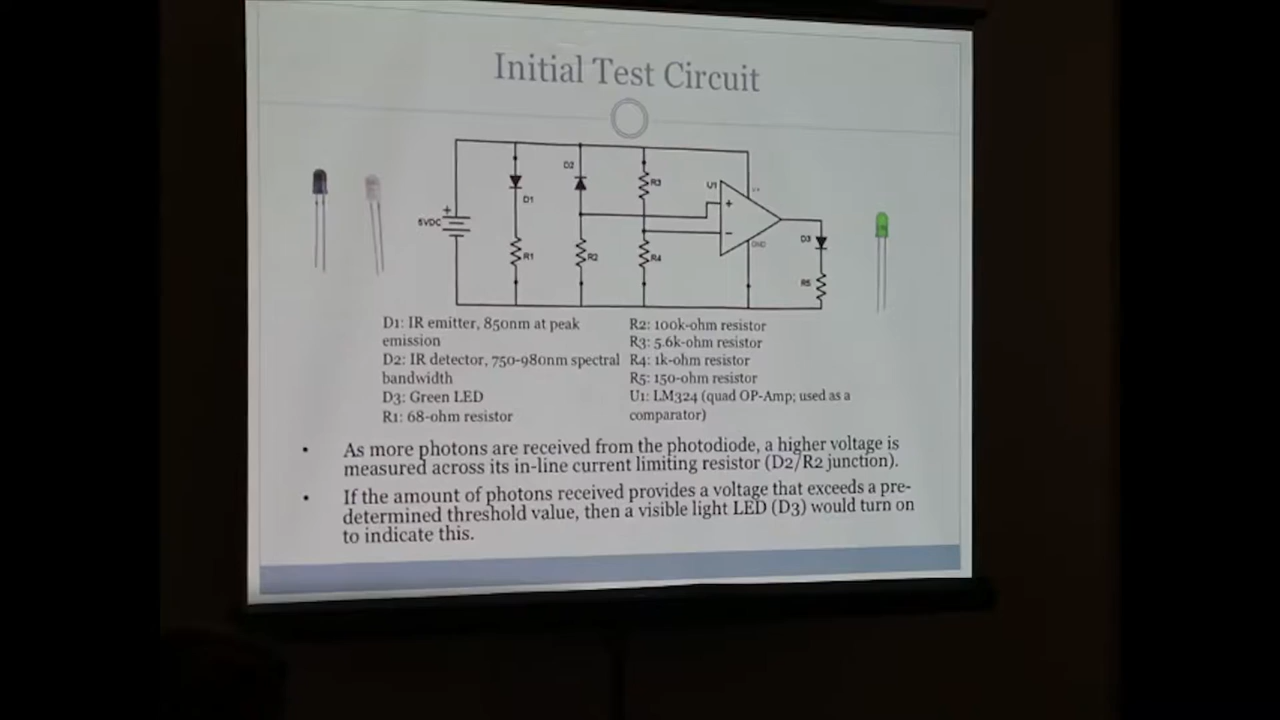 Initial Test Circuit
D2
R3
U1
+
D1
+
5VDC
−
D3
GND
R1
R2
R4
R5
D1: IR emitter, 850nm at peak
emission
D2: IR detector, 750-980nm spectral
bandwidth
D3: Green LED
R1: 68-ohm resistor
R2: 100k-ohm resistor
R3: 5.6k-ohm resistor
R4: 1k-ohm resistor
R5: 150-ohm resistor
U1: LM324 (quad OP-Amp; used as a
comparator)
• As more photons are received from the photodiode, a higher voltage is
measured across its in-line current limiting resistor (D2/R2 junction).
• If the amount of photons received provides a voltage that exceeds a pre-
determined threshold value, then a visible light LED (D3) would turn on
to indicate this.